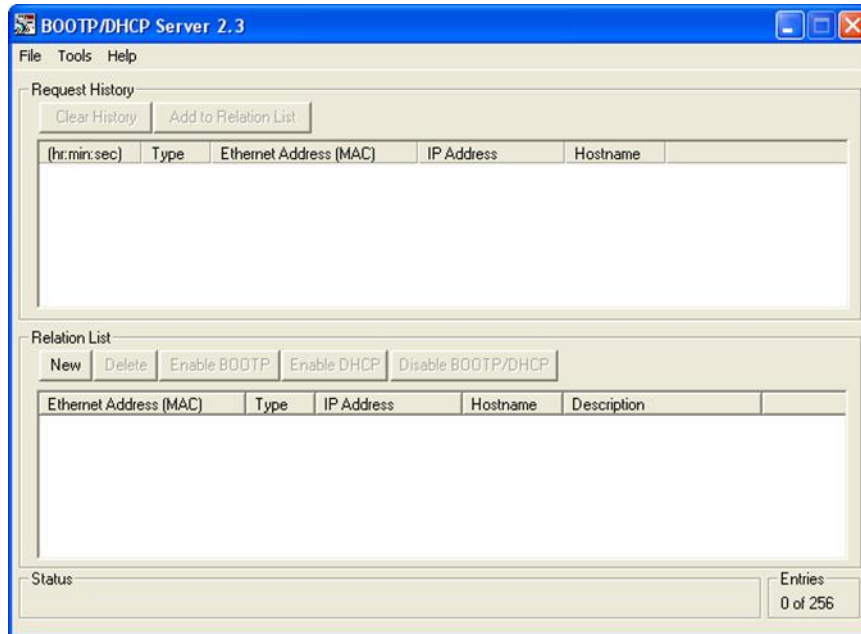 BOOTP/DHCP Server 2.3
File Tools Help
Request History
Clear History Add to Relation List
(hr:min:sec) Type Ethernet Address (MAC) IP Address Hostname
Relation List
New Delete Enable BOOTP Enable DHCP Disable BOOTP/DHCP
Ethernet Address (MAC) Type IP Address Hostname Description
Status
Entries
0 of 256